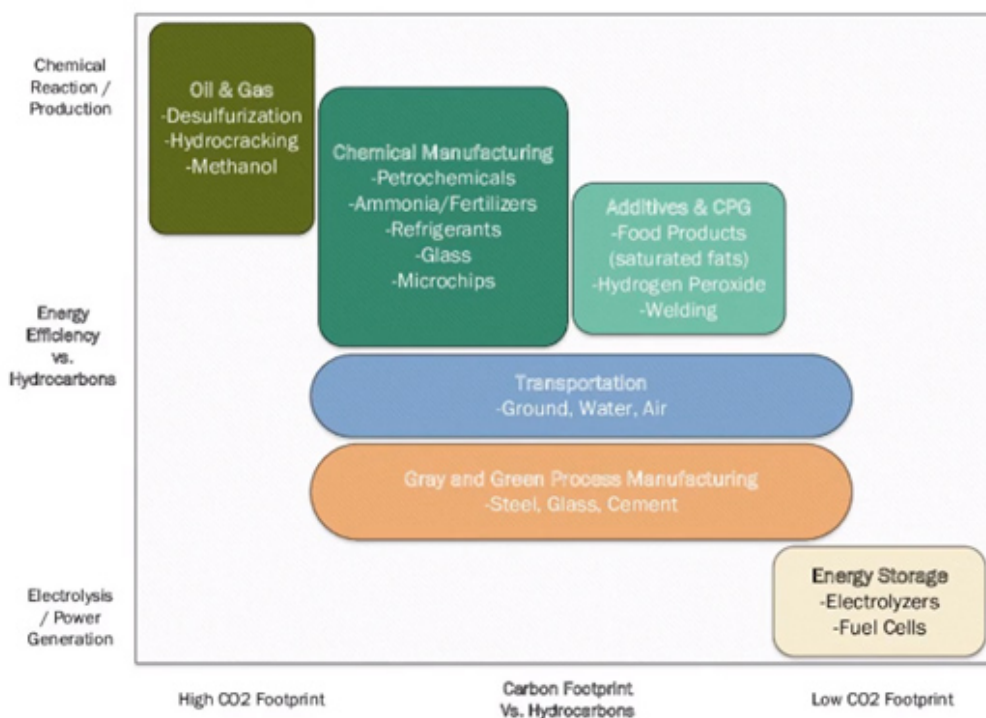 Chemical
Reaction /
Production
Oil & Gas
-Desulfurization
-Hydrocracking
-Methanol
Chemical Manufacturing
-Petrochemicals
-Ammonia/Fertilizers
-Refrigerants
-Glass
-Microchips
Additives & CPG
-Food Products
(saturated fats)
-Hydrogen Peroxide
-Welding
Energy
Efficiency
vs.
Hydrocarbons
Transportation
-Ground, Water, Air
Gray and Green Process Manufacturing
-Steel, Glass, Cement
Electrolysis
/ Power
Generation
Energy Storage
-Electrolyzers
-Fuel Cells
High CO2 Footprint
Carbon Footprint
Vs. Hydrocarbons
Low CO2 Footprint